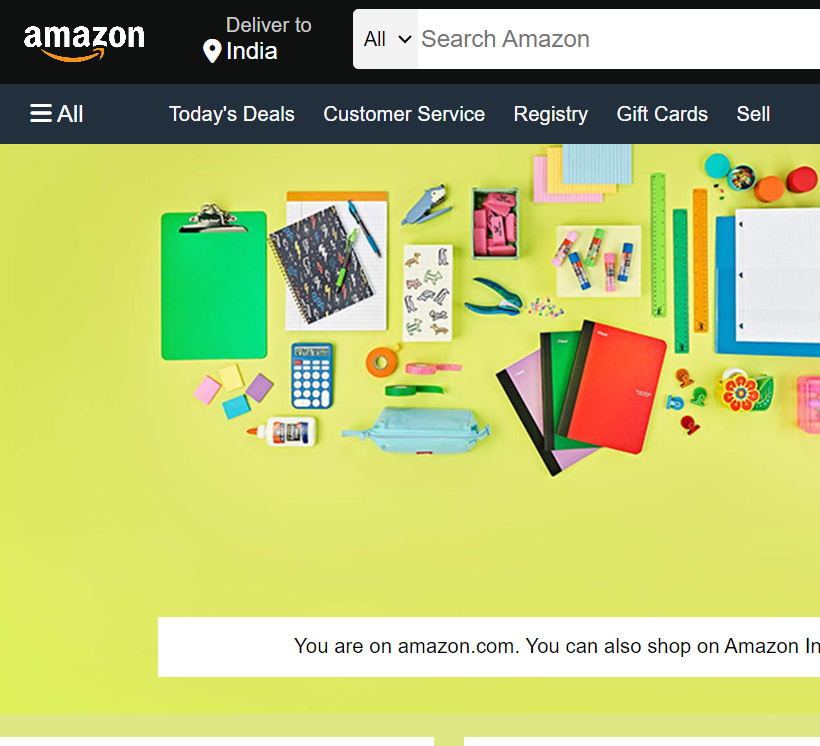 amazon
Deliver to
India
All
Search Amazon
All
Today's Deals
Customer Service
Registry
Gift Cards
Sell
You are on amazon.com. You can also shop on Amazon In